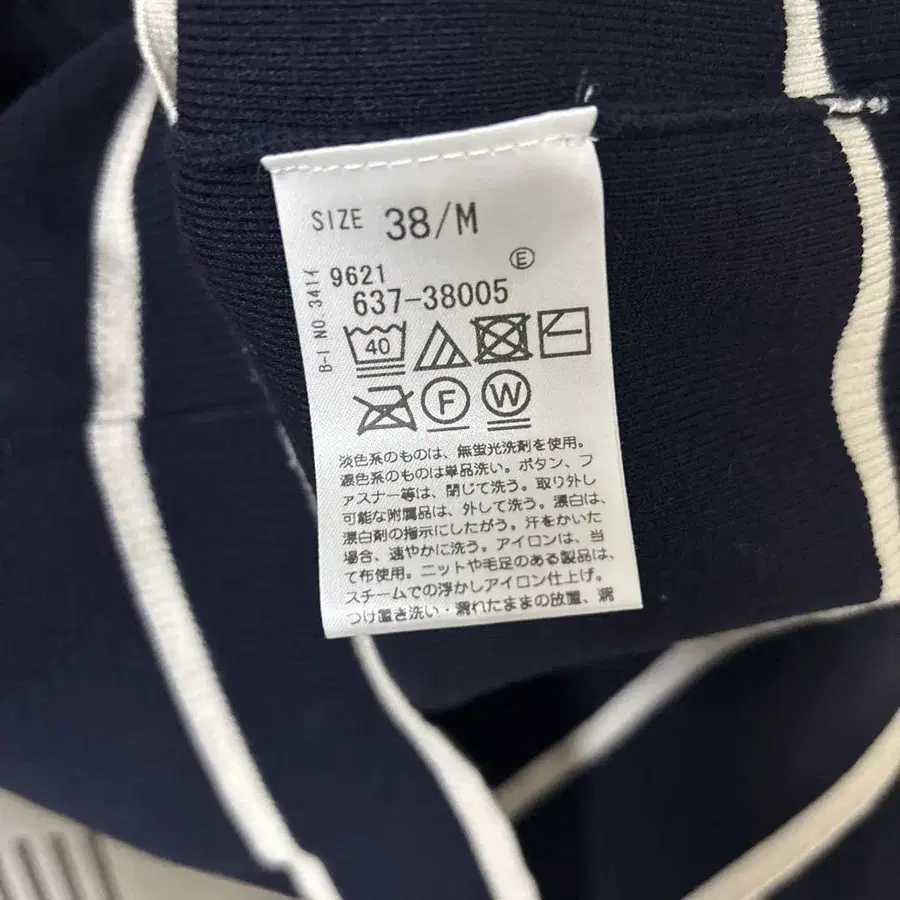 SIZE 38/M
E
9621
637-38005
B-I NO.3414
40
F W
淡色系のものは、無蛍光洗剤を使用。
濃色系のものは単品洗い。ボタン、フ
ァスナー等は、閉じて洗う。取り外し
可能な附属品は、外して洗う。漂白は、
漂白剤の指示にしたがう。汗をかいた
場合、速やかに洗う。アイロンは、当
て布使用。ニットや毛足のある製品は、
スチームでの浮かしアイロン仕上げ。
つけ置き洗い・濡れたままの放置、濡